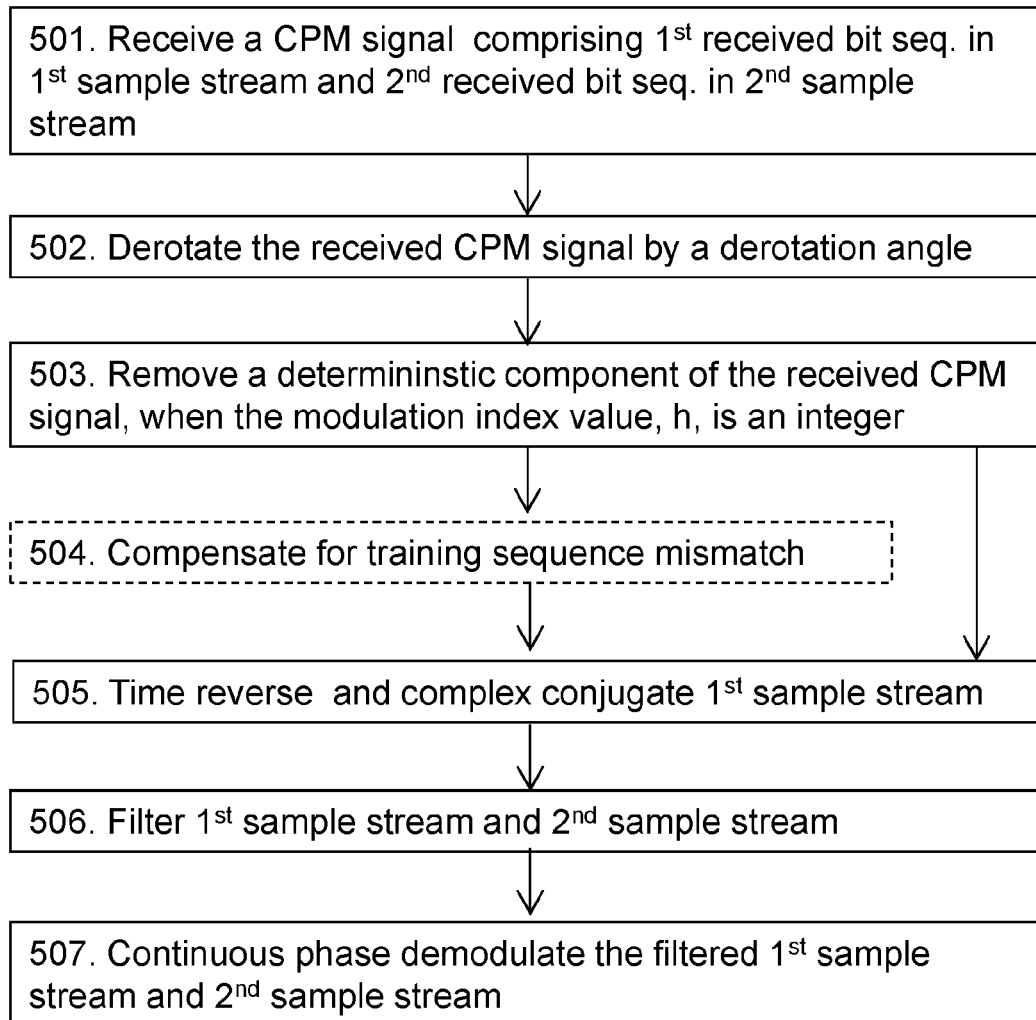 501. Receive a CPM signal comprising 1st received bit seq. in
1st sample stream and 2nd received bit seq. in 2nd sample
stream
502. Derotate the received CPM signal by a derotation angle
503. Remove a determininstic component of the received CPM
signal, when the modulation index value, h, is an integer
504. Compensate for training sequence mismatch
505. Time reverse and complex conjugate 1st sample stream
506. Filter 1st sample stream and 2nd sample stream
507. Continuous phase demodulate the filtered 1st sample
stream and 2nd sample stream